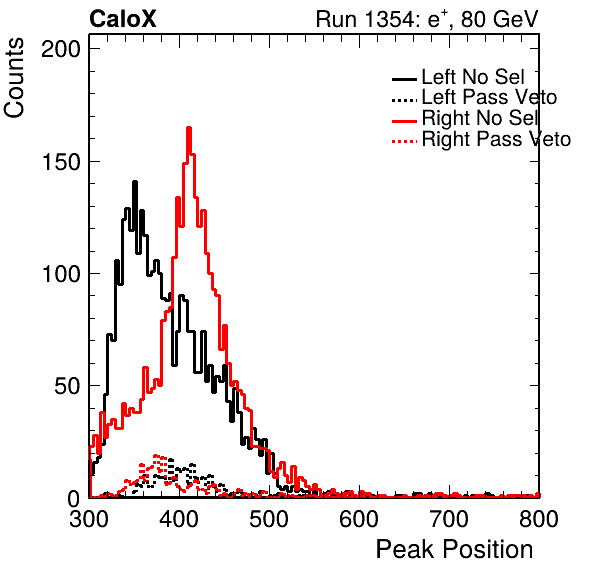 CaloX Run 1354: e⁺, 80 GeV
Counts
200
150
100
50
0
Left No Sel
Left Pass Veto
Right No Sel
Right Pass Veto
300 400 500 600 700 800
Peak Position